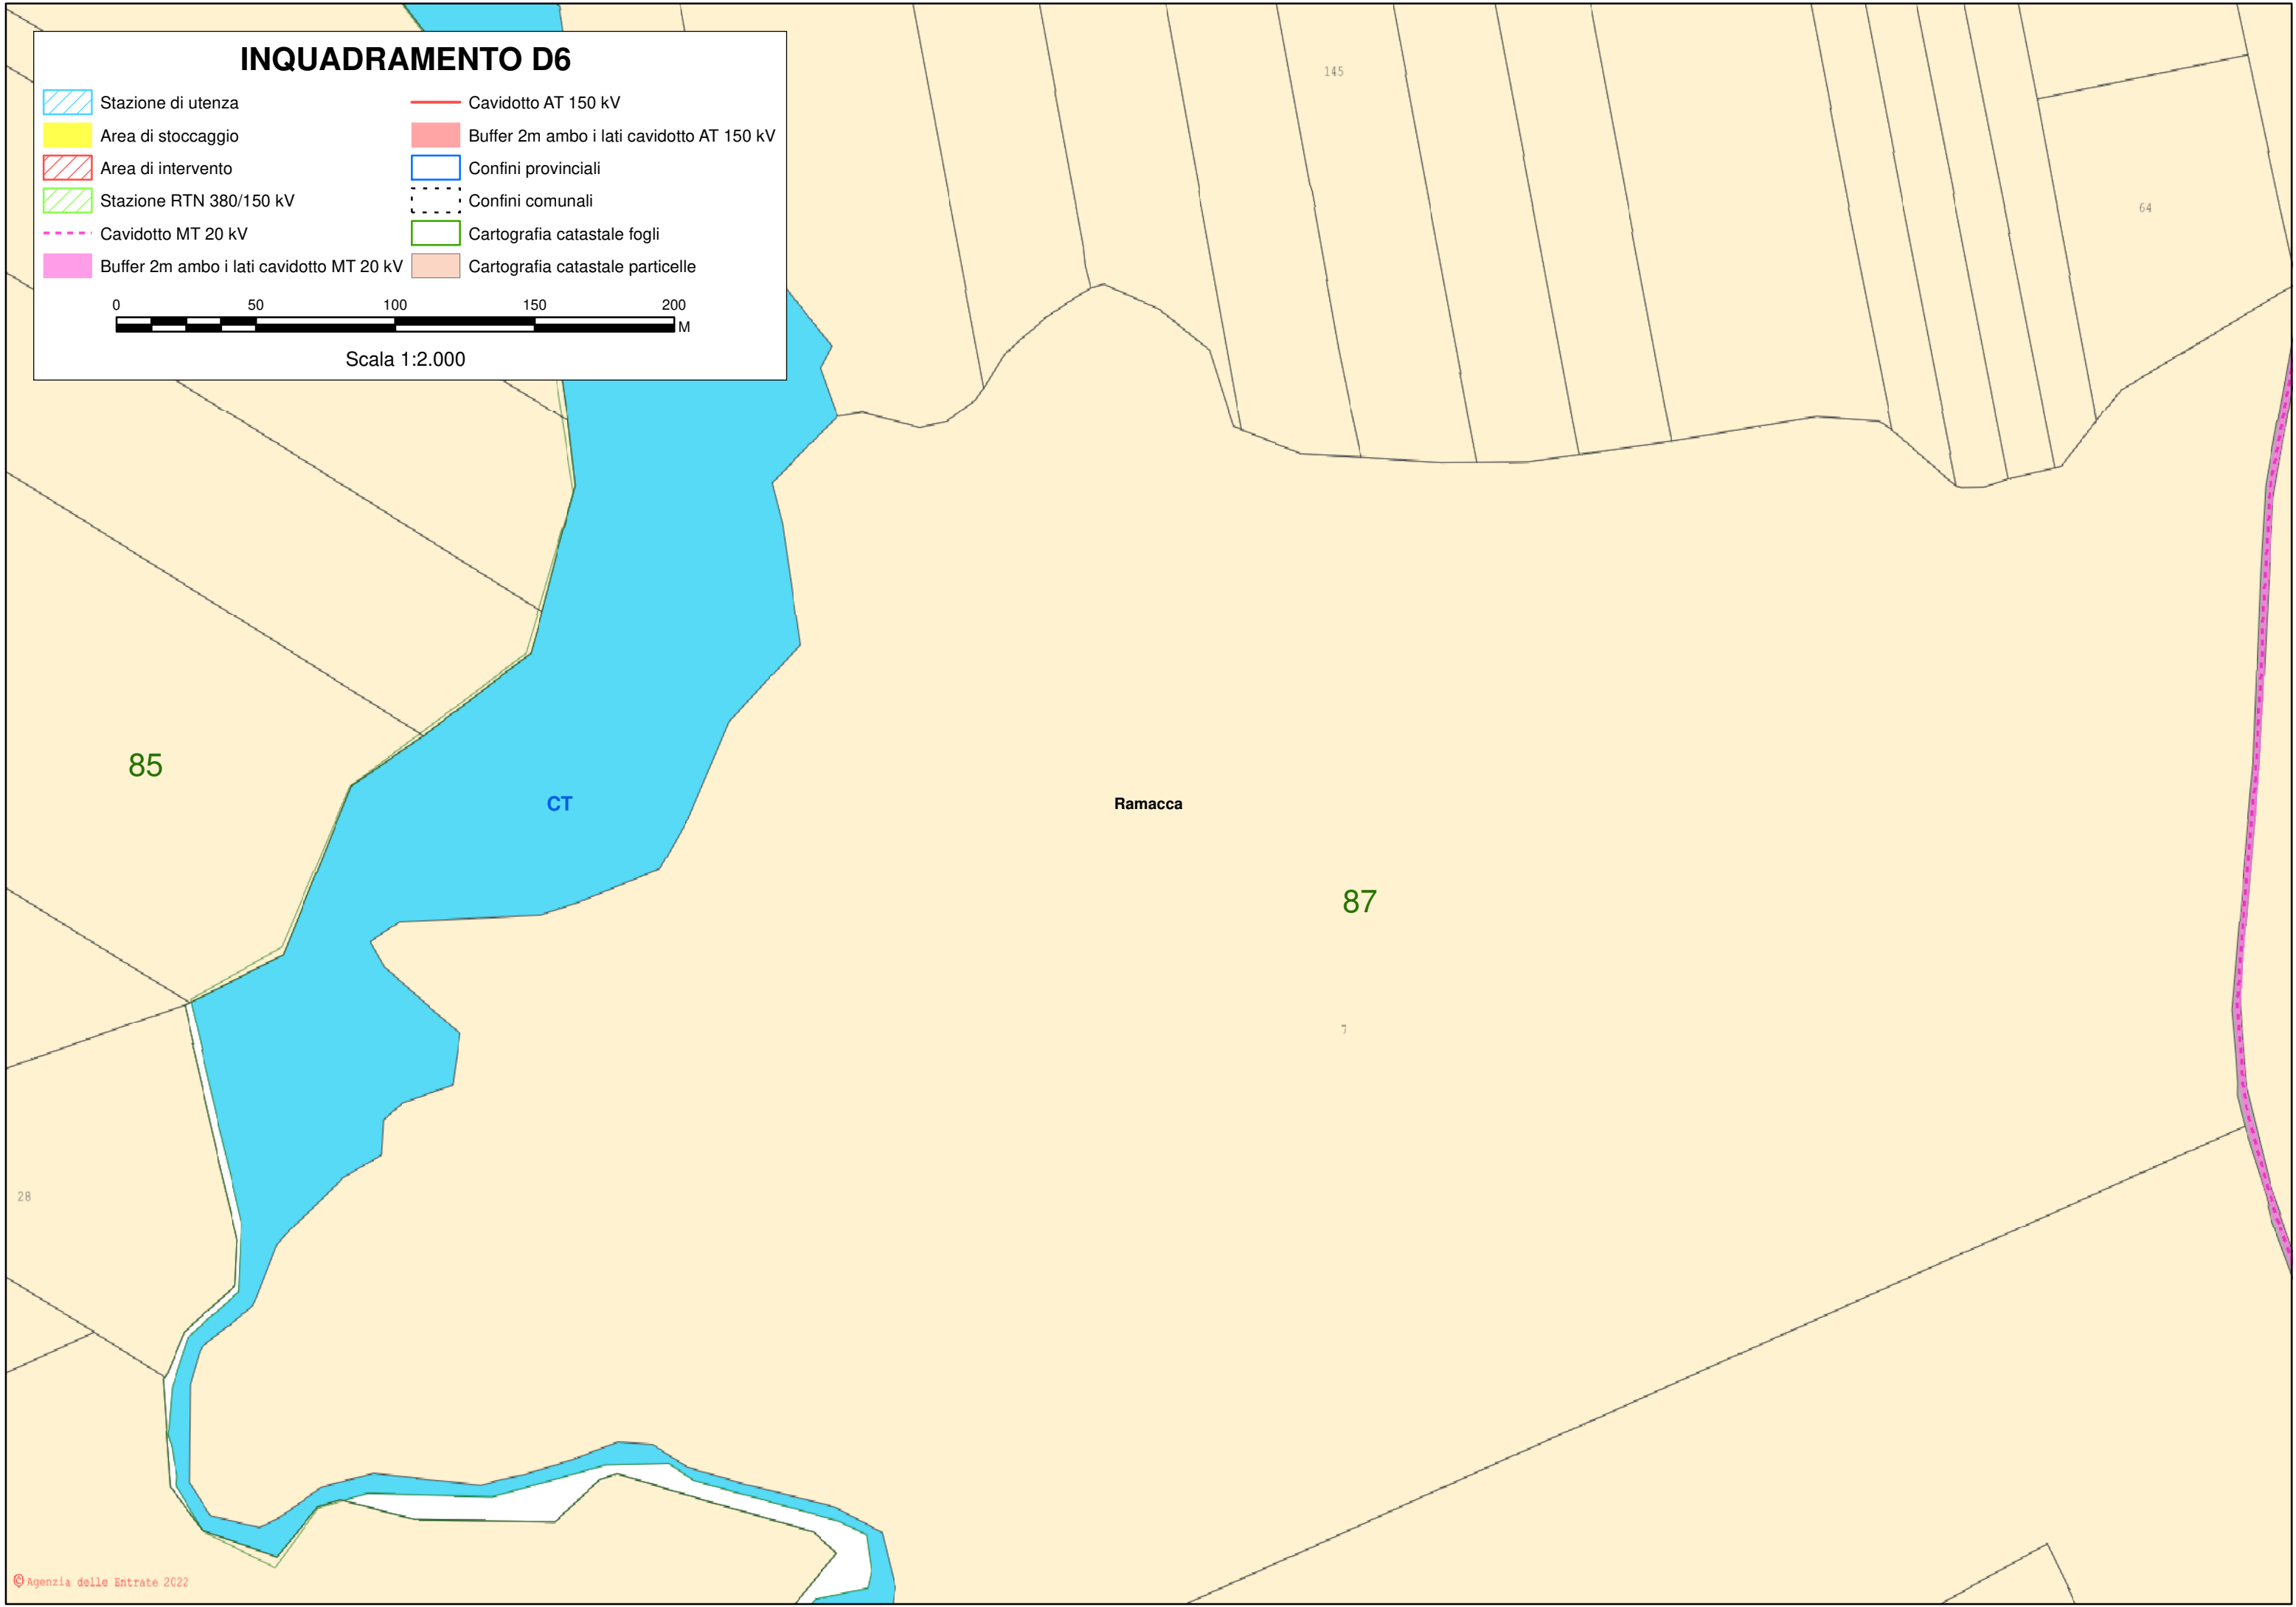 INQUADRAMENTO D6
Stazione di utenza
Area di stoccaggio
Area di intervento
Stazione RTN 380/150 kV
Cavidotto MT 20 kV
Buffer 2m ambo i lati cavidotto MT 20 kV
Cavidotto AT 150 kV
Buffer 2m ambo i lati cavidotto AT 150 kV
Confini provinciali
Confini comunali
Cartografia catastale fogli
Cartografia catastale particelle
0 50 100 150 200
M
Scala 1:2.000
145
64
85
CT
Ramacca
87
7
28
© Agenzia delle Entrate 2022